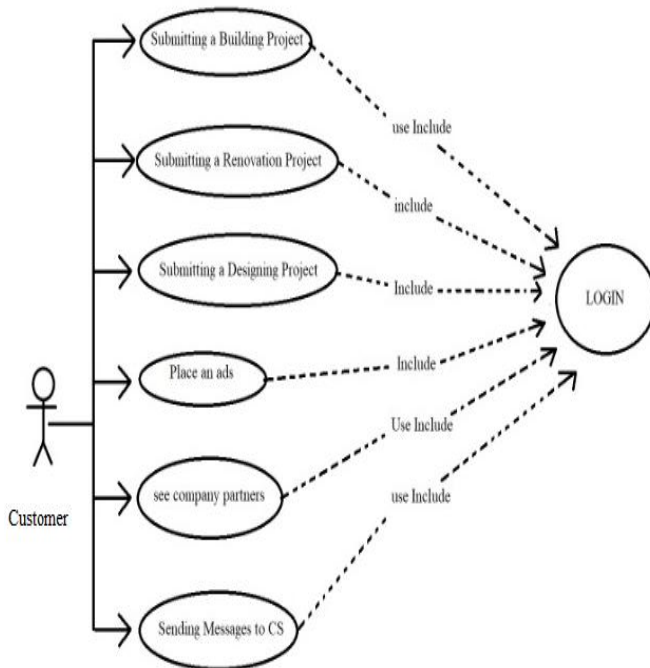 Submitting a Building Project
use Include
Submitting a Renovation Project
include
Submitting a Designing Project
Include
LOGIN
Place an ads
Include
Use Include
see company partners
use Include
Customer
Sending Messages to CS